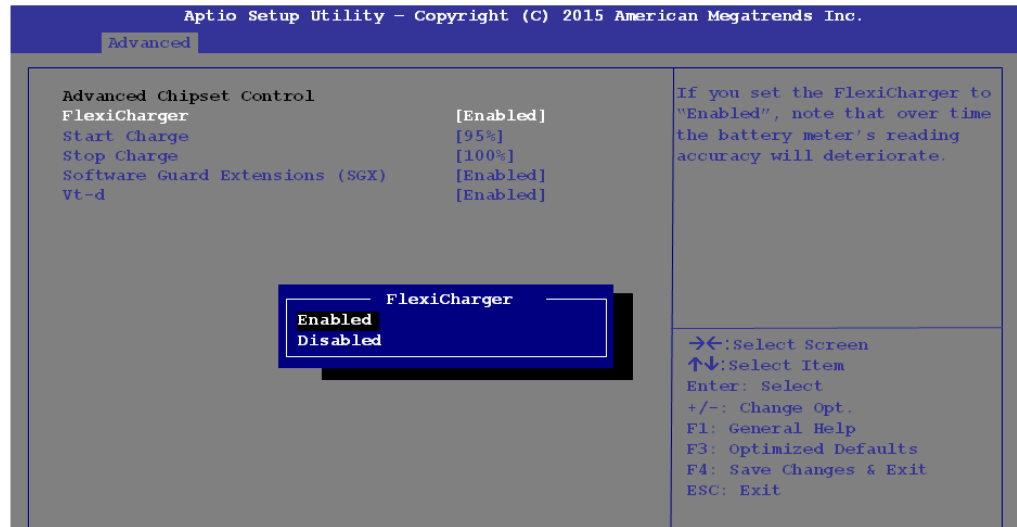 Aptio Setup Utility – Copyright (C) 2015 American Megatrends Inc.
Advanced
Advanced Chipset Control
FlexiCharger [Enabled]
Start Charge [95%]
Stop Charge [100%]
Software Guard Extensions (SGX) [Enabled]
Vt-d [Enabled]
If you set the FlexiCharger to
"Enabled", note that over time
the battery meter's reading
accuracy will deteriorate.
FlexiCharger
Enabled
Disabled
→←:Select Screen
↑↓:Select Item
Enter: Select
+/-: Change Opt.
F1: General Help
F3: Optimized Defaults
F4: Save Changes & Exit
ESC: Exit